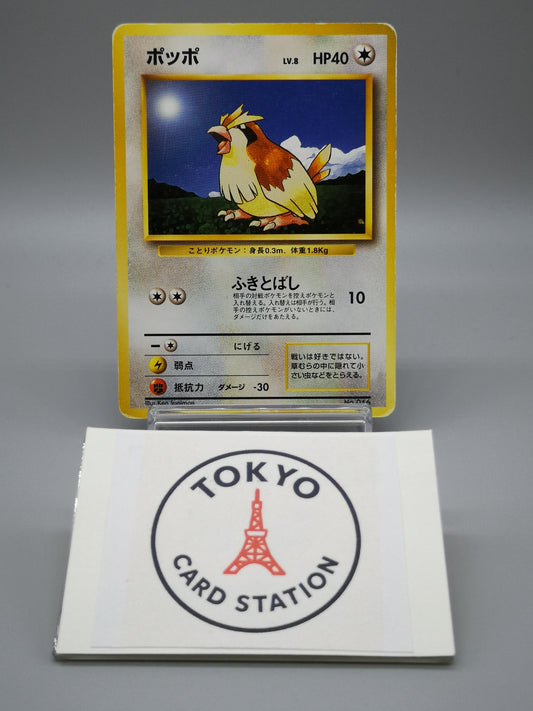 ポッポ LV.8 HP40
ことりポケモン：身長0.3m、体重1.8Kg
ふきとばし 10
相手の対戦ポケモンを控えポケモンと
入れ替える。入れ替えは相手が行う。相
手の控えポケモンがいないときには、
ダメージだけをあたえる。
ー にげる
弱点
抵抗力 ダメージ -30
戦いは好きではない。
草むらの中に隠れて小
さい虫などをとらえる。
No.016
TOKYO
CARD STATION